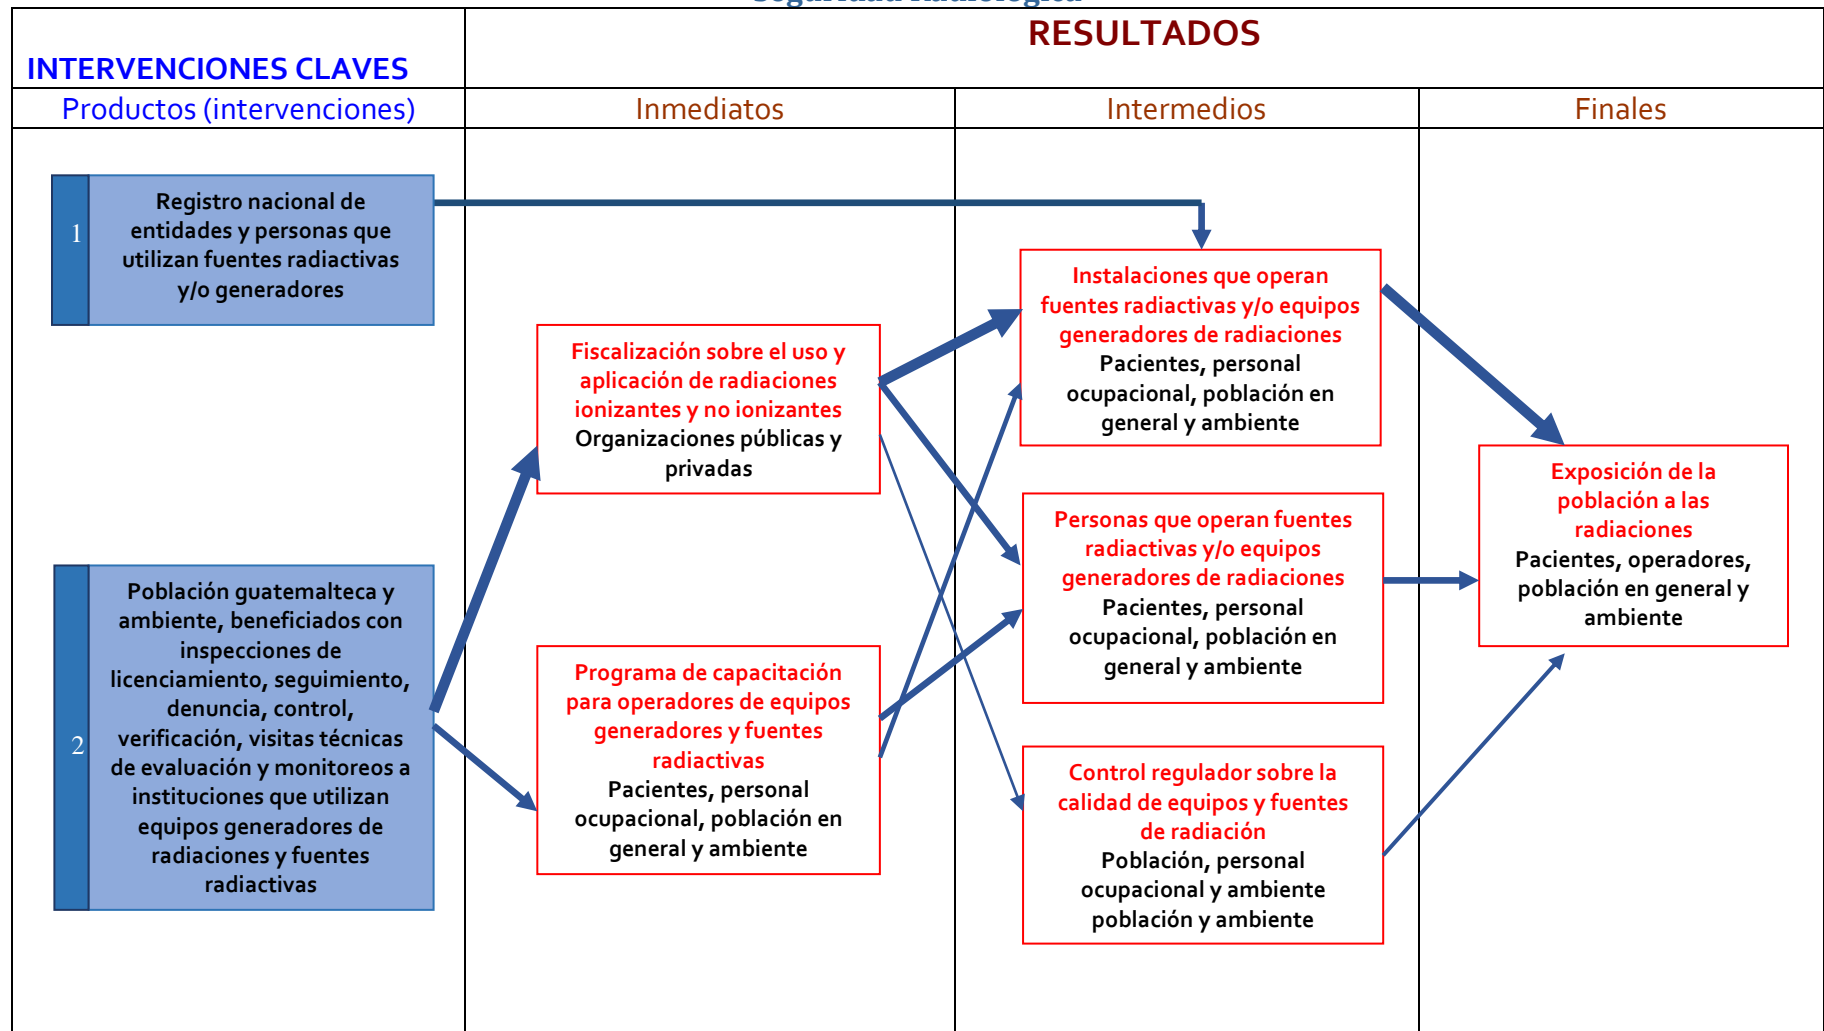 Seguridad Radiológica
INTERVENCIONES CLAVES
RESULTADOS
Productos (intervenciones)
Inmediatos
Intermedios
Finales
1
Registro nacional de
entidades y personas que
utilizan fuentes radiactivas
y/o generadores
2
Población guatemalteca y
ambiente, beneficiados con
inspecciones de
licenciamiento, seguimiento,
denuncia, control,
verificación, visitas técnicas
de evaluación y monitoreos a
instituciones que utilizan
equipos generadores de
radiaciones y fuentes
radiactivas
Fiscalización sobre el uso y
aplicación de radiaciones
ionizantes y no ionizantes
Organizaciones públicas y
privadas
Programa de capacitación
para operadores de equipos
generadores y fuentes
radiactivas
Pacientes, personal
ocupacional, población en
general y ambiente
Instalaciones que operan
fuentes radiactivas y/o equipos
generadores de radiaciones
Pacientes, personal
ocupacional, población en
general y ambiente
Personas que operan fuentes
radiactivas y/o equipos
generadores de radiaciones
Pacientes, personal
ocupacional, población en
general y ambiente
Control regulador sobre la
calidad de equipos y fuentes
de radiación
Población, personal
ocupacional y ambiente
población y ambiente
Exposición de la
población a las
radiaciones
Pacientes, operadores,
población en general y
ambiente